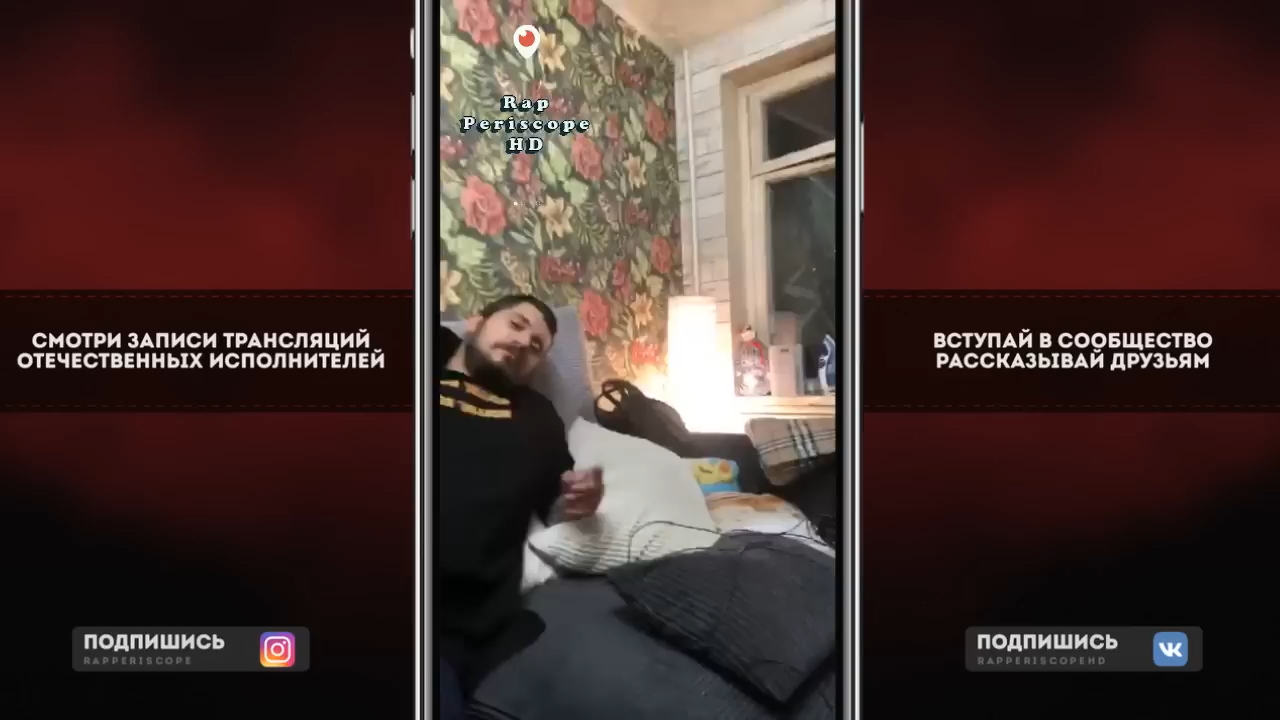 Rap
Periscope
HD
СМОТРИ ЗАПИСИ ТРАНСЛЯЦИЙ
ОТЕЧЕСТВЕННЫХ ИСПОЛНИТЕЛЕЙ
ВСТУПАЙ В СООБЩЕСТВО
РАССКАЗЫВАЙ ДРУЗЬЯМ
ПОДПИШИСЬ
RAPPERISCOPE
ПОДПИШИСЬ
RAPPERISCOPEHD